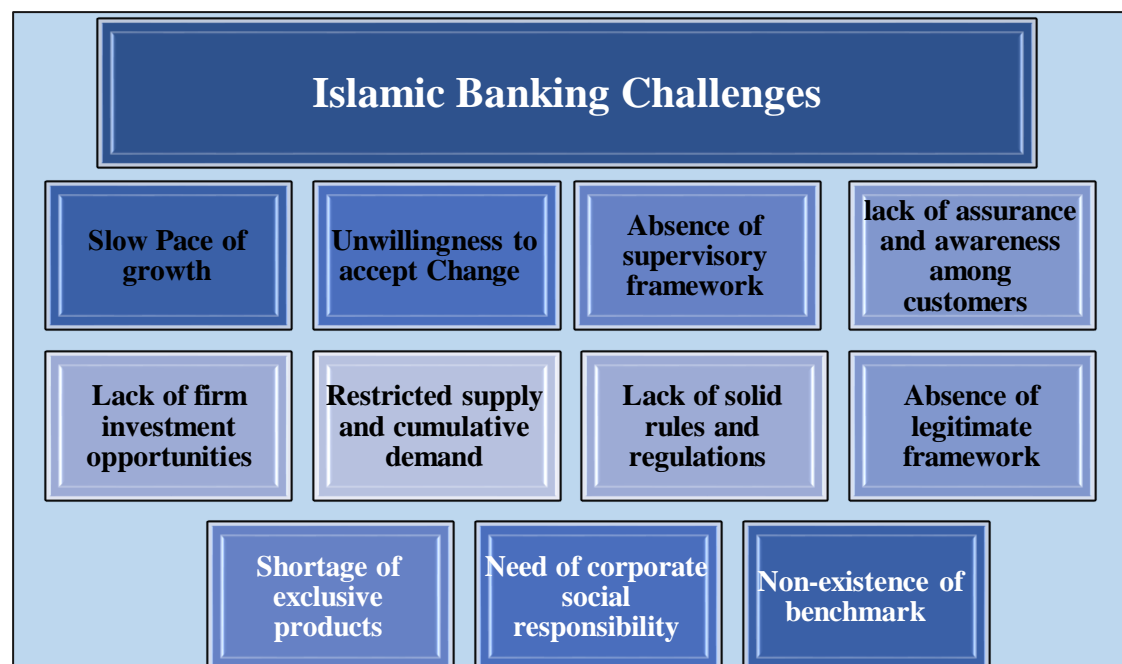 Islamic Banking Challenges
Slow Pace of
growth
Unwillingness to
accept Change
Absence of
supervisory
framework
lack of assurance
and awareness
among
customers
Lack of firm
investment
opportunities
Restricted supply
and cumulative
demand
Lack of solid
rules and
regulations
Absence of
legitimate
framework
Shortage of
exclusive
products
Need of corporate
social
responsibility
Non-existence of
benchmark